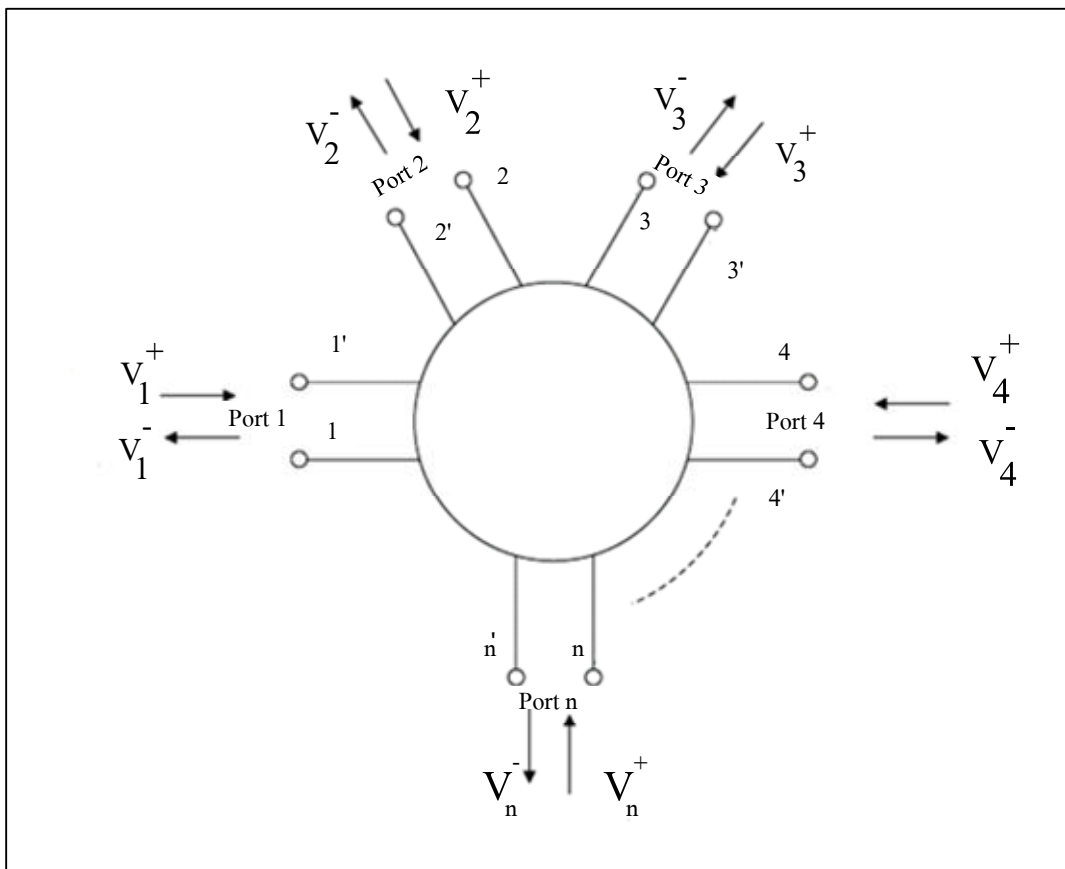 V2-
V2+
V3-
V3+
Port 2
2
2'
Port 3
3
3'
V1+
V1-
Port 1
1'
1
4
Port 4
4'
V4+
V4-
n'
n
Port n
Vn-
Vn+